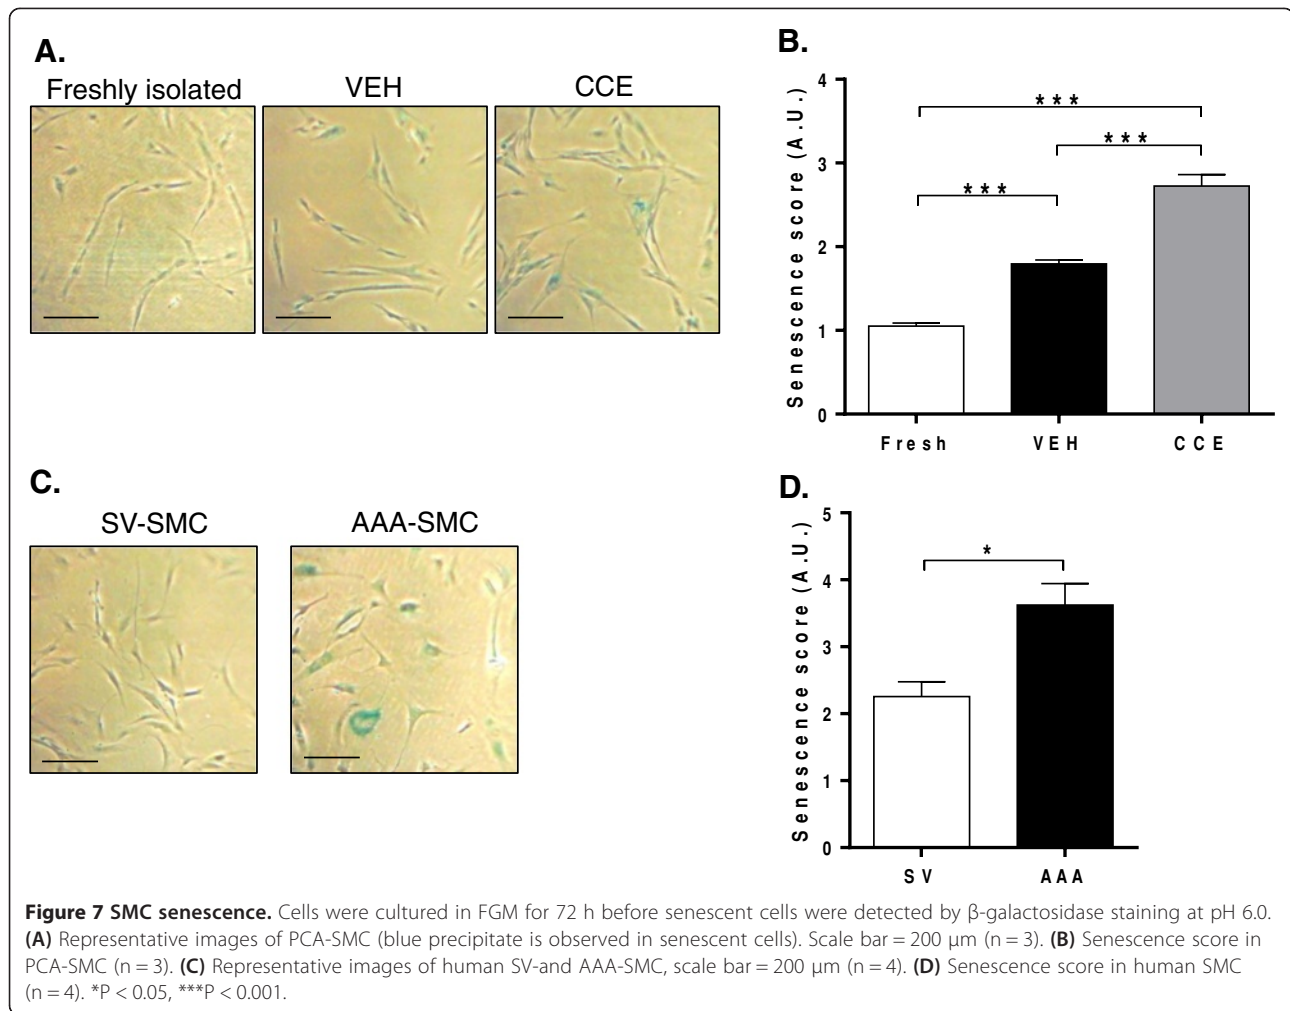 A.
Freshly isolated VEH CCE
B.
Senescence score (A.U.)
4
3
2
1
0
***
***
***
Fresh VEH CCE
C.
SV-SMC AAA-SMC
D.
Senescence score (A.U.)
5
4
3
2
1
0
*
SV AAA
Figure 7 SMC senescence. Cells were cultured in FGM for 72 h before senescent cells were detected by β-galactosidase staining at pH 6.0.
(A) Representative images of PCA-SMC (blue precipitate is observed in senescent cells). Scale bar = 200 μm (n = 3). (B) Senescence score in
PCA-SMC (n = 3). (C) Representative images of human SV-and AAA-SMC, scale bar = 200 μm (n = 4). (D) Senescence score in human SMC
(n = 4). *P < 0.05, ***P < 0.001.